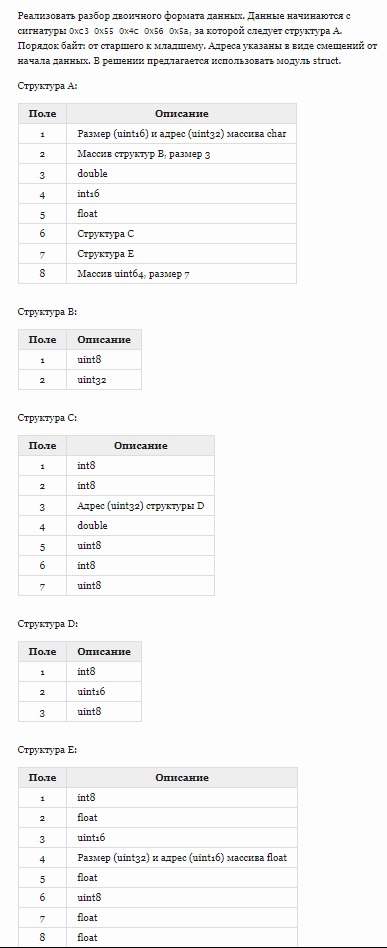 Реализовать разбор двоичного формата данных. Данные начинаются с
сигнатуры 0xc3 0x55 0x4c 0x56 0x5a, за которой следует структура A.
Порядок байт: от старшего к младшему. Адреса указаны в виде смещений от
начала данных. В решении предлагается использовать модуль struct.
Структура A:
Поле Описание
1 Размер (uint16) и адрес (uint32) массива char
2 Массив структур B, размер 3
3 double
4 int16
5 float
6 Структура C
7 Структура E
8 Массив uint64, размер 7
Структура B:
Поле Описание
1 uint8
2 uint32
Структура C:
Поле Описание
1 int8
2 int8
3 Адрес (uint32) структуры D
4 double
5 uint8
6 int8
7 uint8
Структура D:
Поле Описание
1 int8
2 uint16
3 uint8
Структура E:
Поле Описание
1 int8
2 float
3 uint16
4 Размер (uint32) и адрес (uint16) массива float
5 float
6 uint8
7 float
8 float